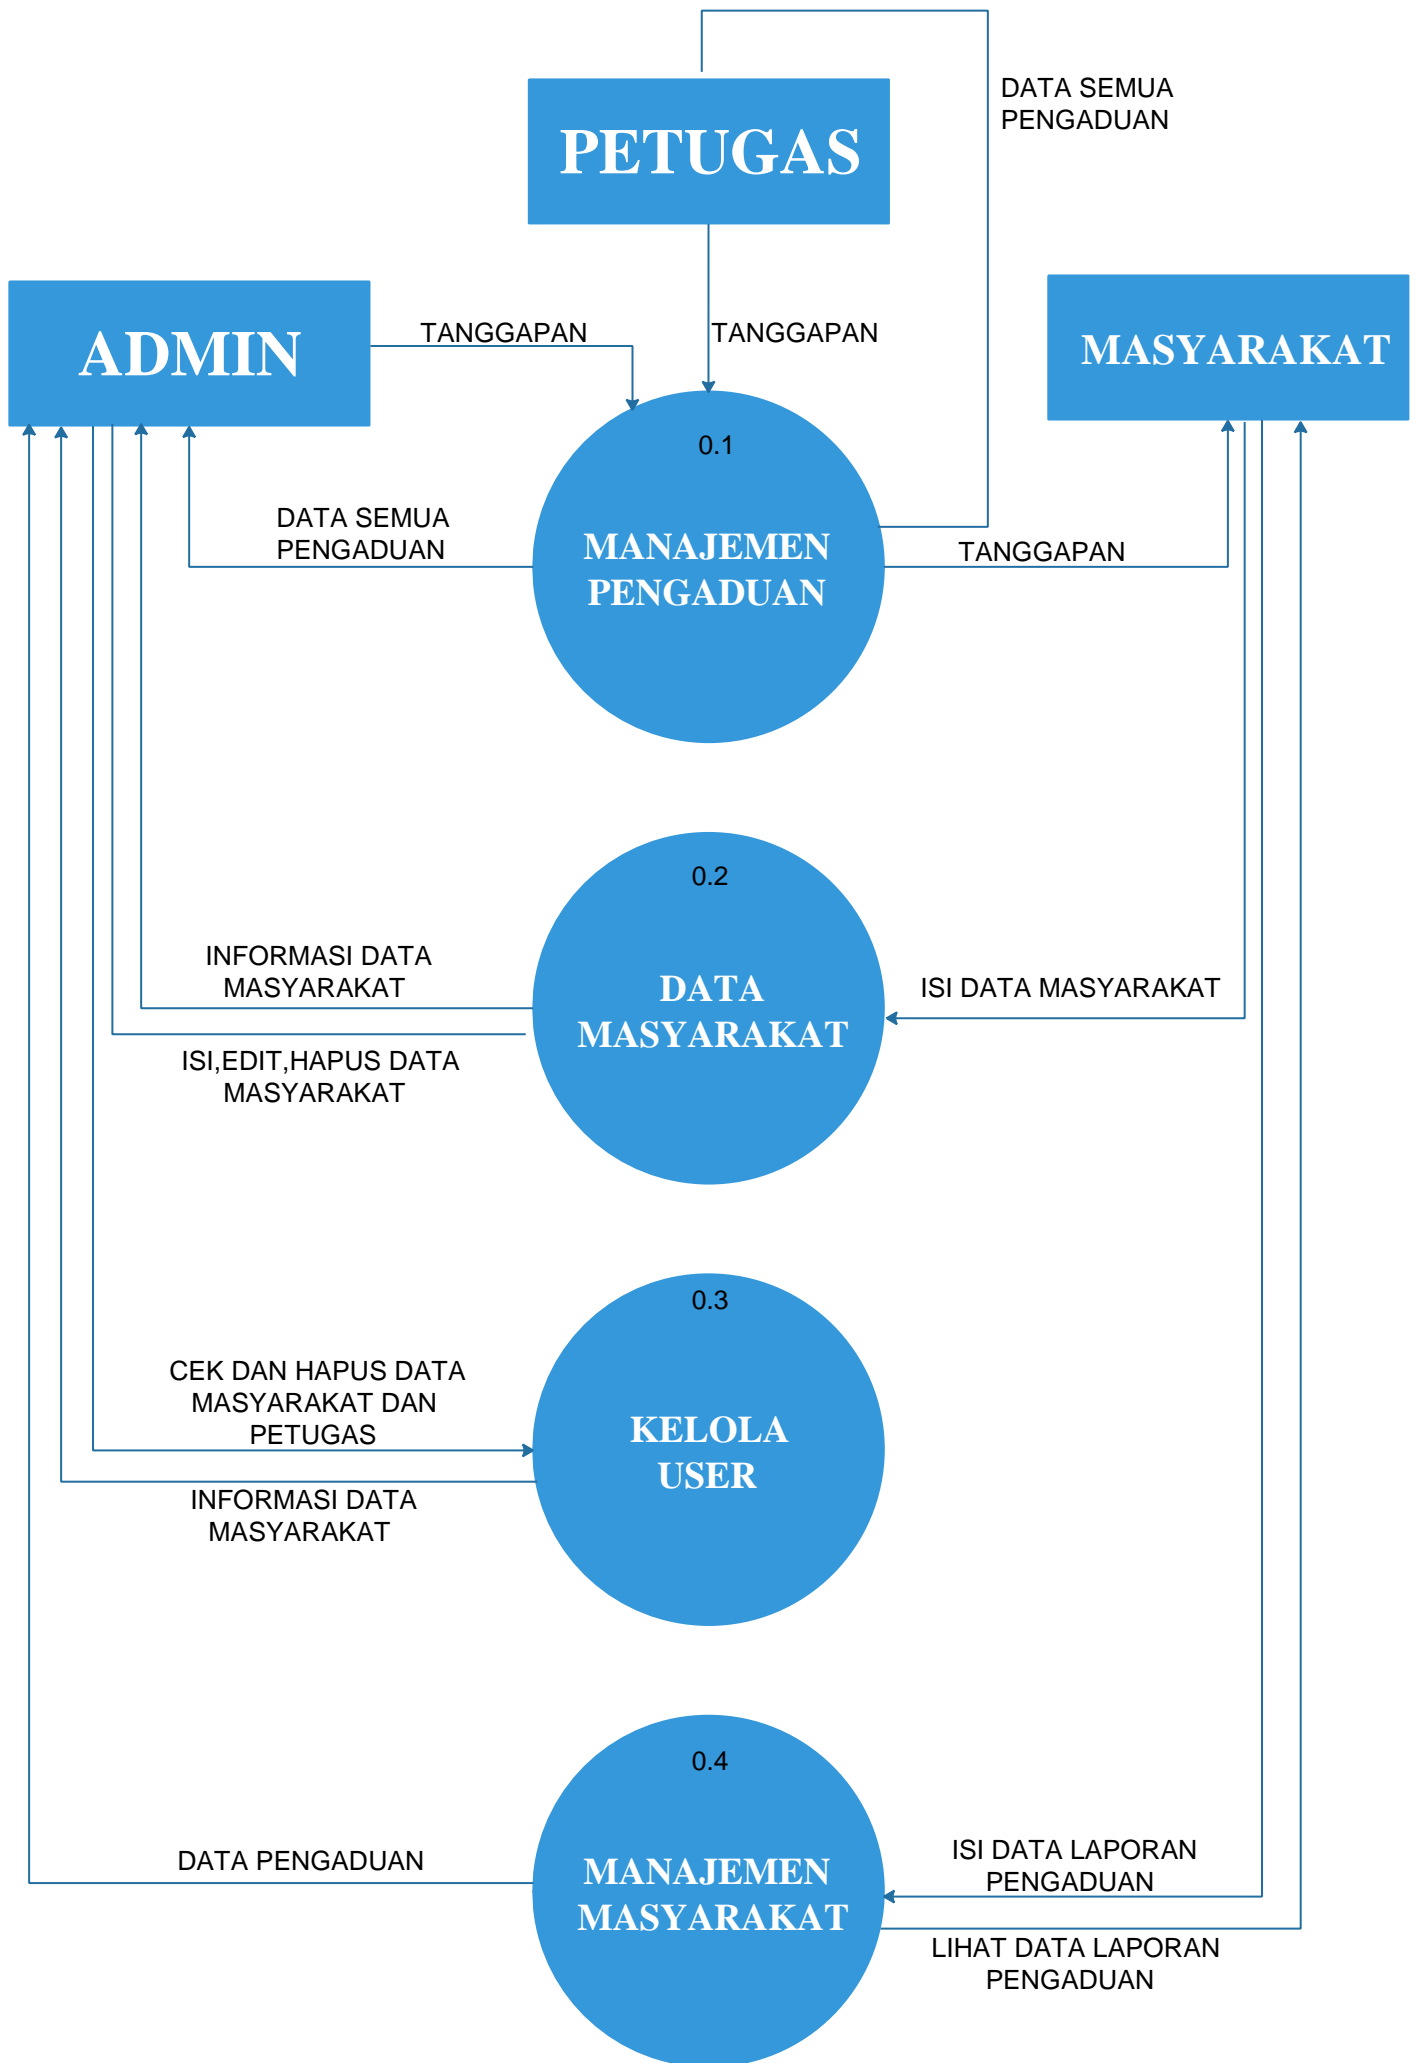 DATA SEMUA
PENGADUAN
PETUGAS
ADMIN
TANGGAPAN
TANGGAPAN
MASYARAKAT
0.1
DATA SEMUA
PENGADUAN
MANAJEMEN
PENGADUAN
TANGGAPAN
0.2
INFORMASI DATA
MASYARAKAT
DATA
MASYARAKAT
ISI DATA MASYARAKAT
ISI,EDIT,HAPUS DATA
MASYARAKAT
0.3
CEK DAN HAPUS DATA
MASYARAKAT DAN
PETUGAS
KELOLA
USER
INFORMASI DATA
MASYARAKAT
0.4
DATA PENGADUAN
MANAJEMEN
MASYARAKAT
ISI DATA LAPORAN
PENGADUAN
LIHAT DATA LAPORAN
PENGADUAN